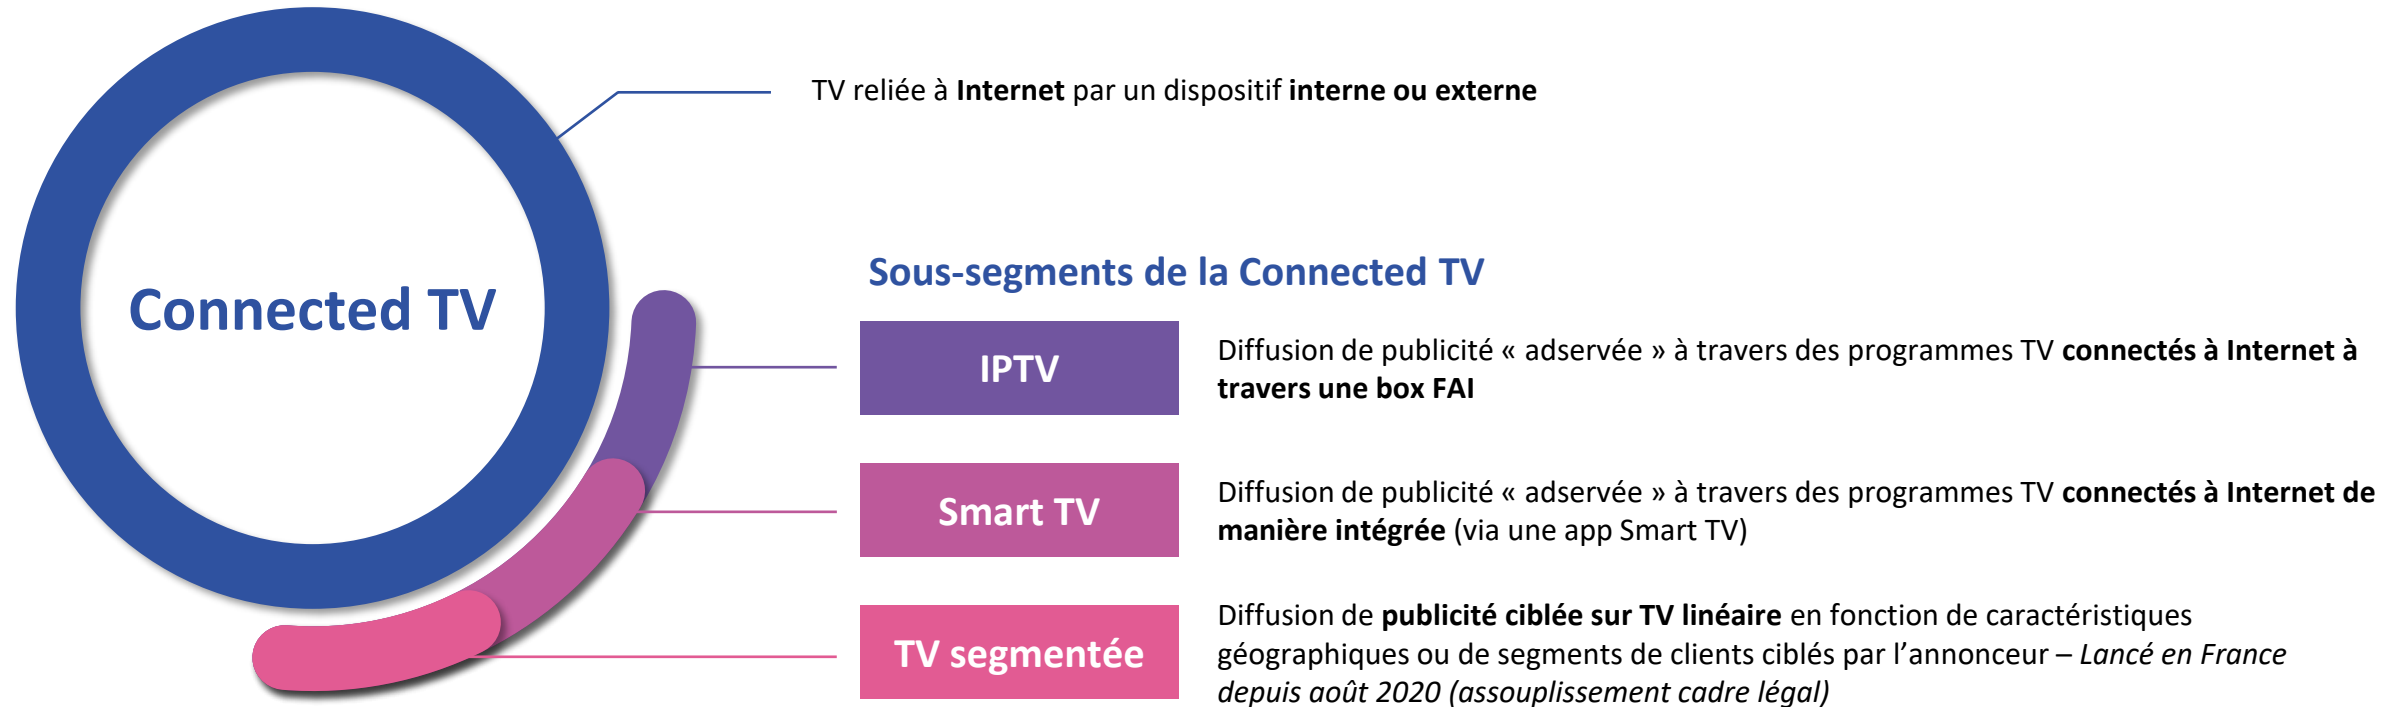 TV reliée à Internet par un dispositif interne ou externe
Connected TV
Sous-segments de la Connected TV
IPTV
Diffusion de publicité « adservée » à travers des programmes TV connectés à Internet à
travers une box FAI
Smart TV
Diffusion de publicité « adservée » à travers des programmes TV connectés à Internet de
manière intégrée (via une app Smart TV)
TV segmentée
Diffusion de publicité ciblée sur TV linéaire en fonction de caractéristiques
géographiques ou de segments de clients ciblés par l’annonceur – Lancé en France
depuis août 2020 (assouplissement cadre légal)